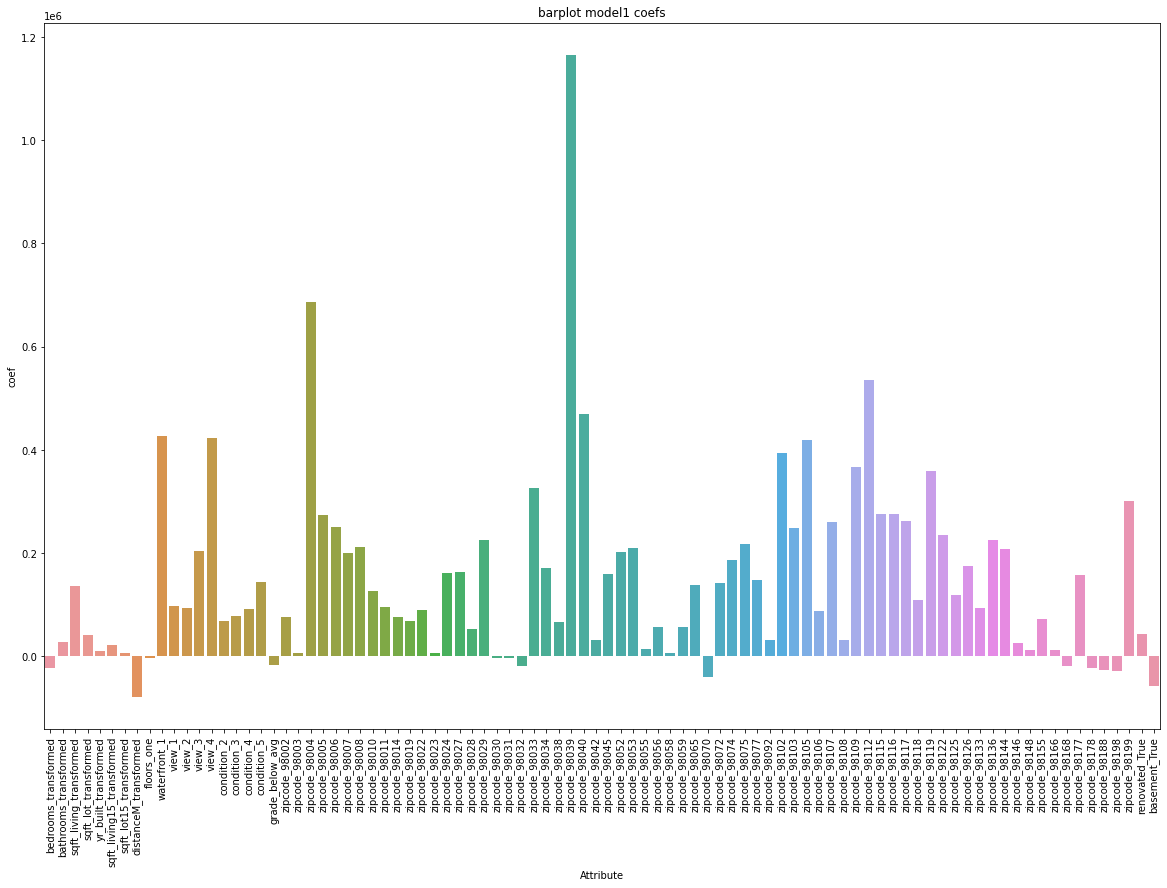 barplot model1 coefs
1e6
1.2
1.0
0.8
0.6
0.4
0.2
0.0
coef
bedrooms_transformed
bathrooms_transformed
sqft_living_transformed
sqft_lot_transformed
yr_built_transformed
sqft_living15_transformed
sqft_lot15_transformed
distanceM_transformed
floors_one
waterfront_1
view_1
view_2
view_3
view_4
condition_2
condition_3
condition_4
condition_5
grade_below_avg
zipcode_98002
zipcode_98003
zipcode_98004
zipcode_98005
zipcode_98006
zipcode_98007
zipcode_98008
zipcode_98010
zipcode_98011
zipcode_98014
zipcode_98019
zipcode_98022
zipcode_98023
zipcode_98024
zipcode_98027
zipcode_98028
zipcode_98029
zipcode_98030
zipcode_98031
zipcode_98032
zipcode_98033
zipcode_98034
zipcode_98038
zipcode_98039
zipcode_98040
zipcode_98042
zipcode_98045
zipcode_98052
zipcode_98053
zipcode_98055
zipcode_98056
zipcode_98058
zipcode_98059
zipcode_98065
zipcode_98070
zipcode_98072
zipcode_98074
zipcode_98075
zipcode_98077
zipcode_98092
zipcode_98102
zipcode_98103
zipcode_98105
zipcode_98106
zipcode_98107
zipcode_98108
zipcode_98109
zipcode_98112
zipcode_98115
zipcode_98116
zipcode_98117
zipcode_98118
zipcode_98119
zipcode_98122
zipcode_98125
zipcode_98126
zipcode_98133
zipcode_98136
zipcode_98144
zipcode_98146
zipcode_98148
zipcode_98155
zipcode_98166
zipcode_98168
zipcode_98177
zipcode_98178
zipcode_98188
zipcode_98198
zipcode_98199
renovated_True
basement_True
Attribute